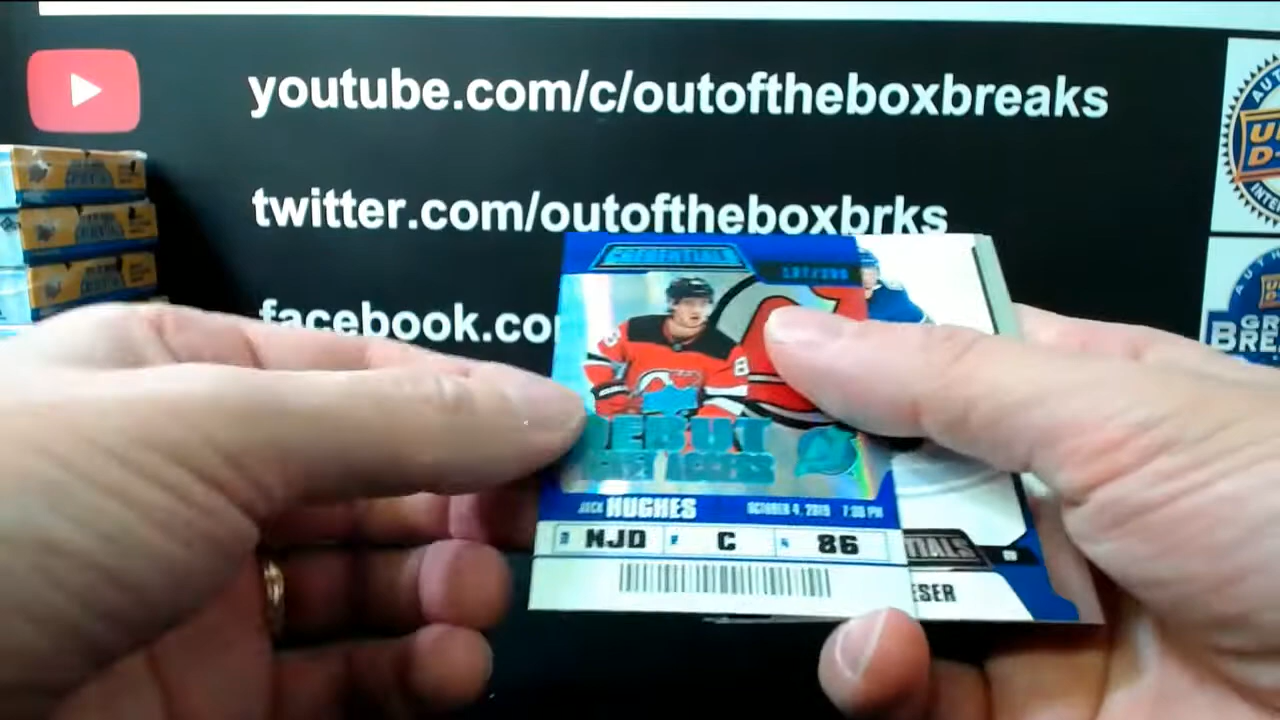 youtube.com/c/outoftheboxbreaks
twitter.com/outoftheboxbrks
facebook.co
CREDENTIALS
DEBUT
TICKET ACCESS
JACK HUGHES
OCTOBER 4, 2019 7:00 PM
NJD
C
86
ESER